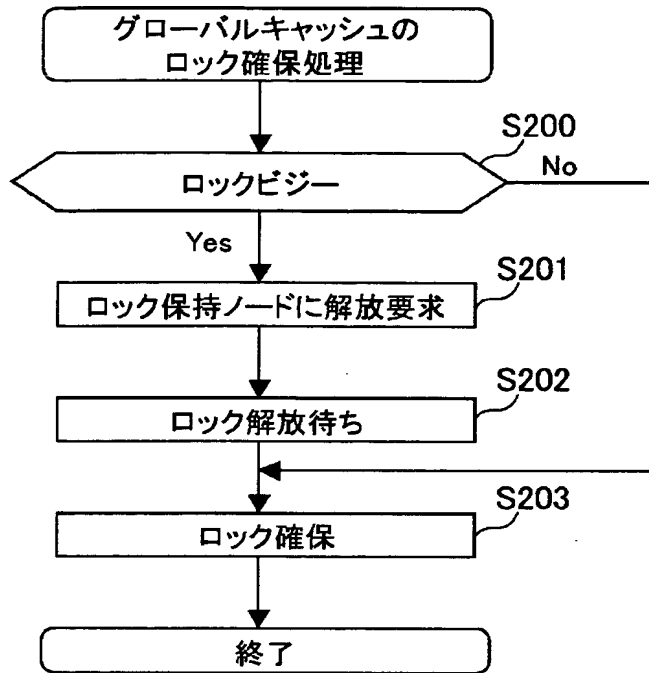 グローバルキャッシュの
ロック確保処理
S200
ロックビジー
No
Yes
S201
ロック保持ノードに解放要求
S202
ロック解放待ち
S203
ロック確保
終了